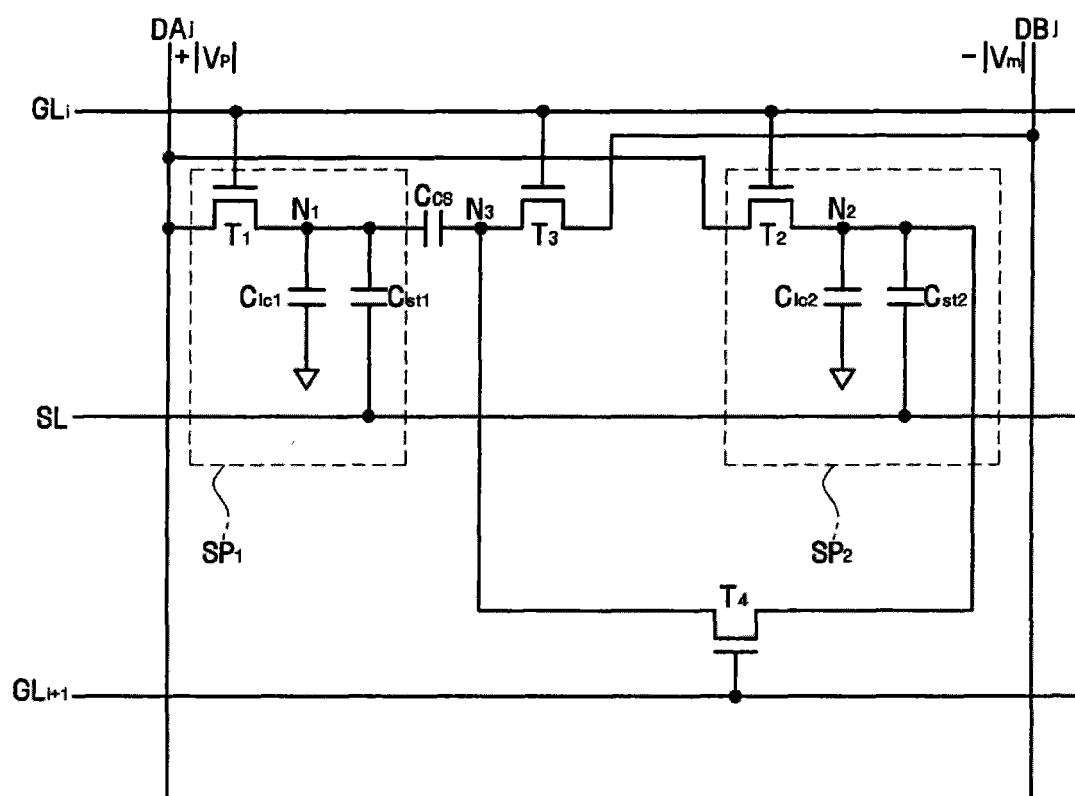 DAj
+|Vp|
DBj
-|Vm|
GLi
N1
CCS
N3
N2
T1
T3
T2
Clc1
Cst1
Clc2
Cst2
SL
SP1
SP2
T4
GLi+1